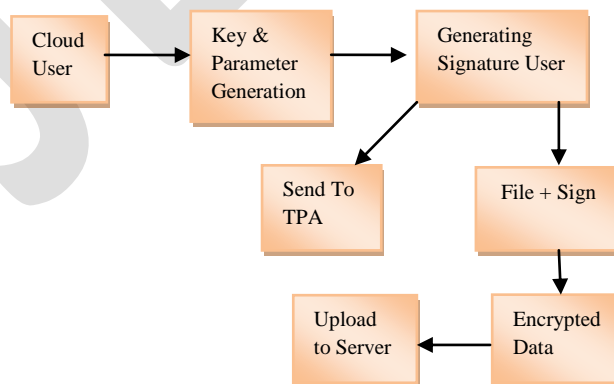 Cloud
User
Key &
Parameter
Generation
Generating
Signature User
Send To
TPA
File + Sign
Upload
to Server
Encrypted
Data